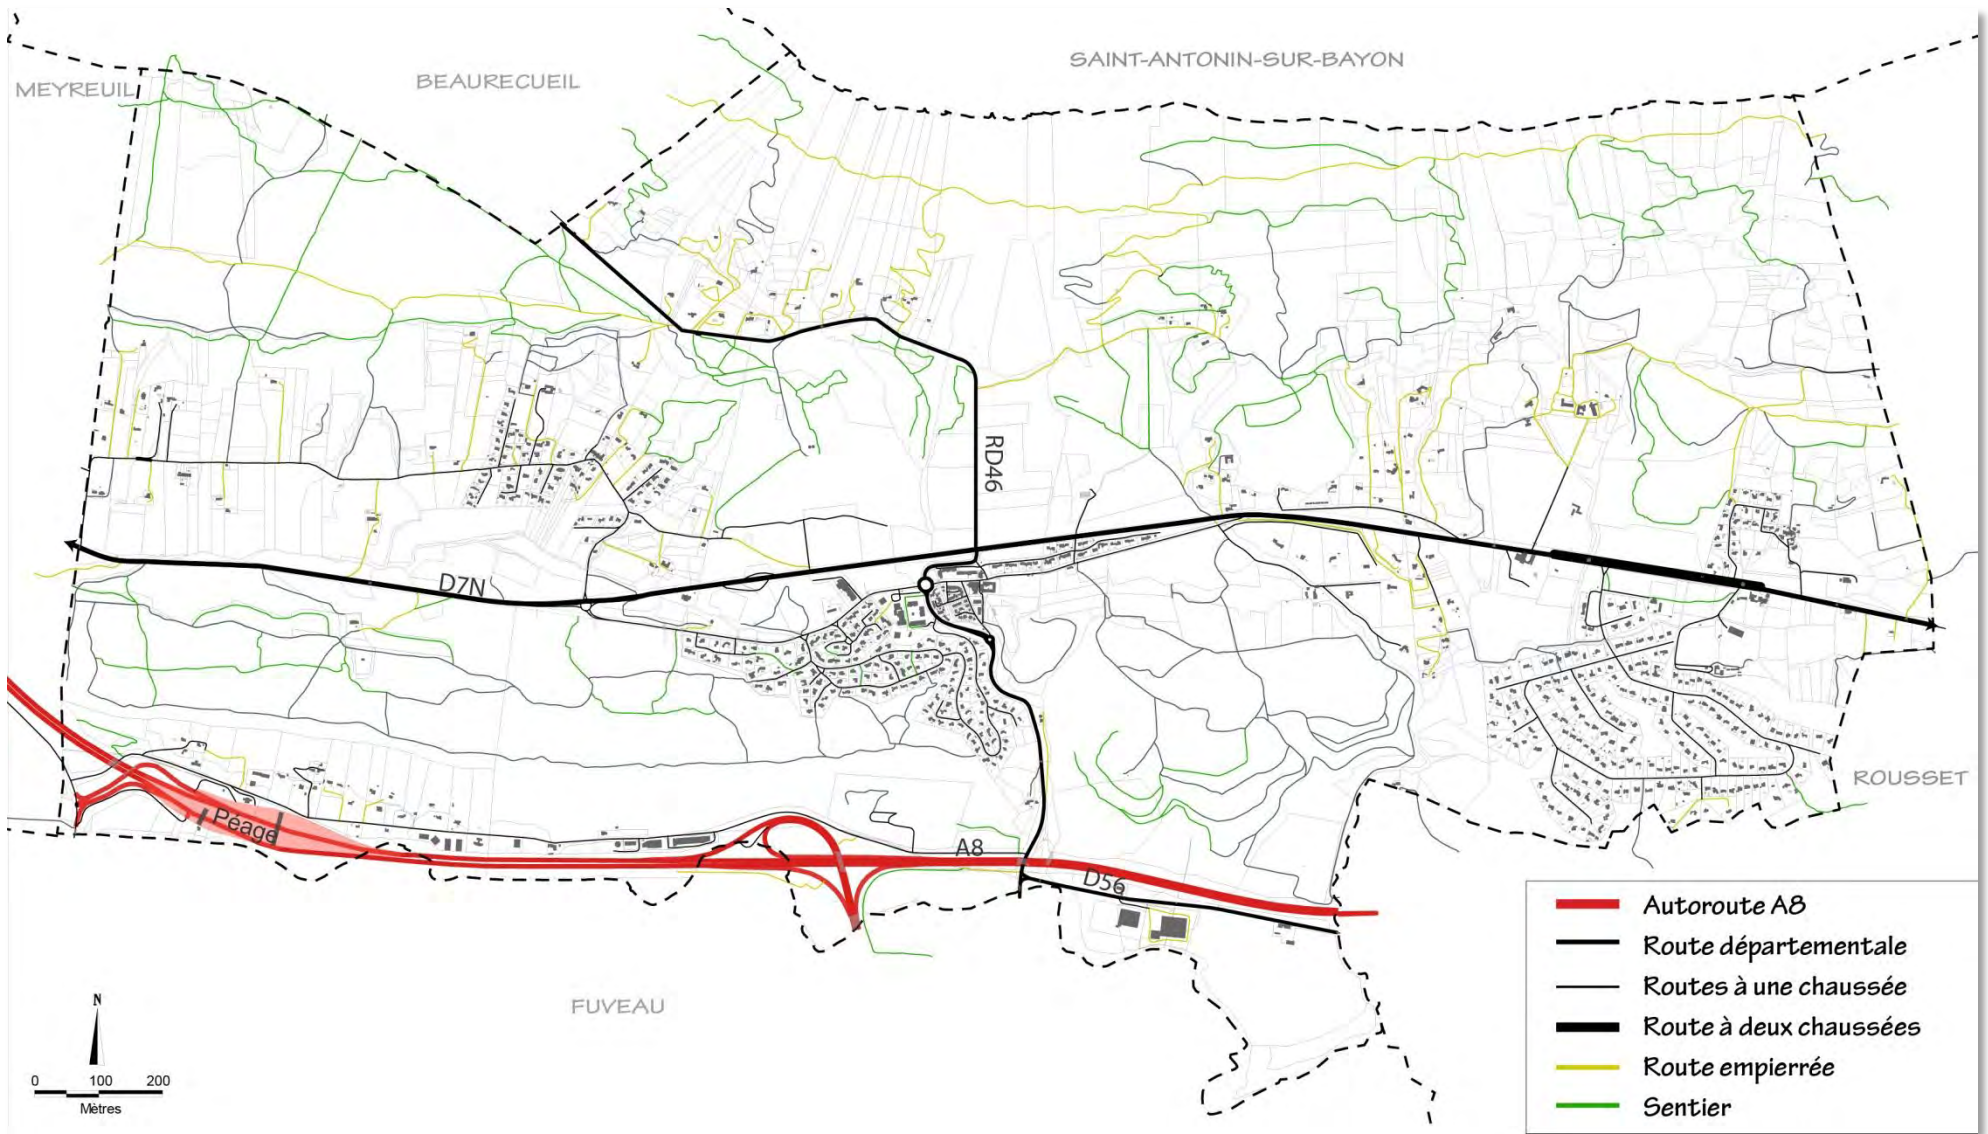 SAINT-ANTONIN-SUR-BAYON
BEAURECUEIL
MEYREUIL
RD46
D7N
ROUSSET
Péage
A8
D56
FUVEAU
Autoroute A8
Route départementale
Routes à une chaussée
Route à deux chaussées
Route empierrée
Sentier
N
0 100 200
Mètres